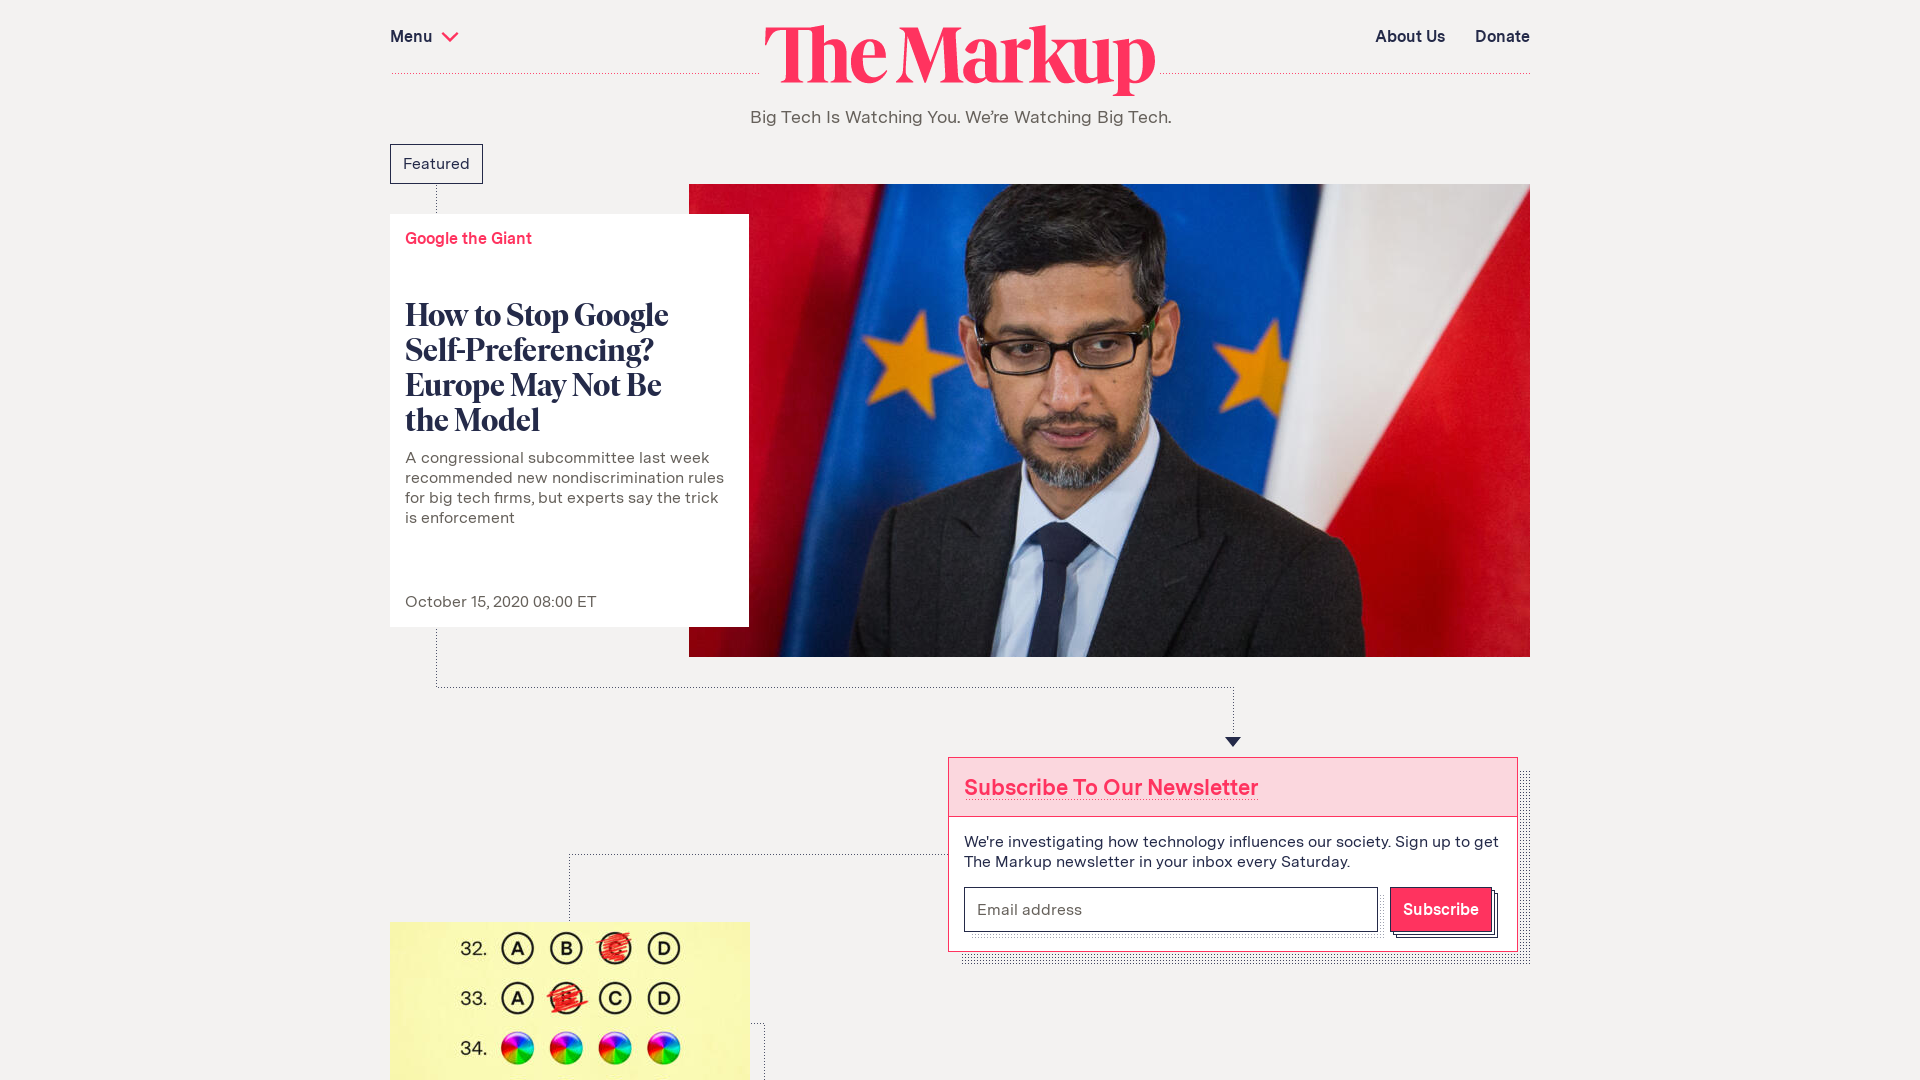 Menu
The Markup
About Us
Donate
Big Tech Is Watching You. We’re Watching Big Tech.
Featured
Google the Giant
How to Stop Google
Self-Preferencing?
Europe May Not Be
the Model
A congressional subcommittee last week
recommended new nondiscrimination rules
for big tech firms, but experts say the trick
is enforcement
October 15, 2020 08:00 ET
Subscribe To Our Newsletter
We're investigating how technology influences our society. Sign up to get
The Markup newsletter in your inbox every Saturday.
Email address
Subscribe
32. A B C D
33. A B C D
34.